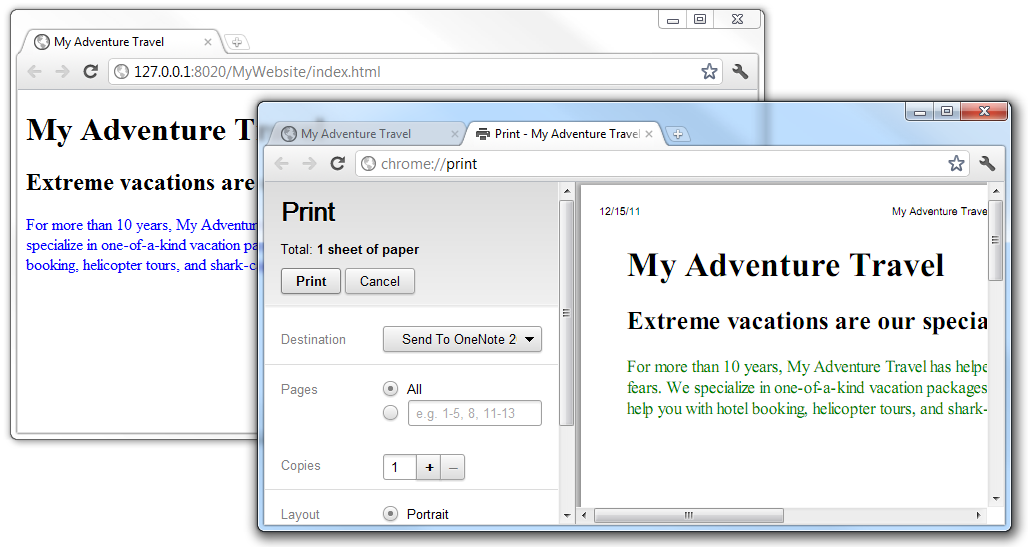 My Adventure Travel
127.0.0.1:8020/MyWebsite/index.html
My Adventure T
Extreme vacations are
For more than 10 years, My Adventur
specialize in one-of-a-kind vacation pa
booking, helicopter tours, and shark-c
My Adventure Travel
Print - My Adventure Travel
chrome://print
Print
Total: 1 sheet of paper
Print Cancel
Destination Send To OneNote 2
Pages All
e.g. 1-5, 8, 11-13
Copies 1 + –
Layout Portrait
12/15/11 My Adventure Trave
My Adventure Travel
Extreme vacations are our specia
For more than 10 years, My Adventure Travel has helpe
fears. We specialize in one-of-a-kind vacation packages
help you with hotel booking, helicopter tours, and shark-